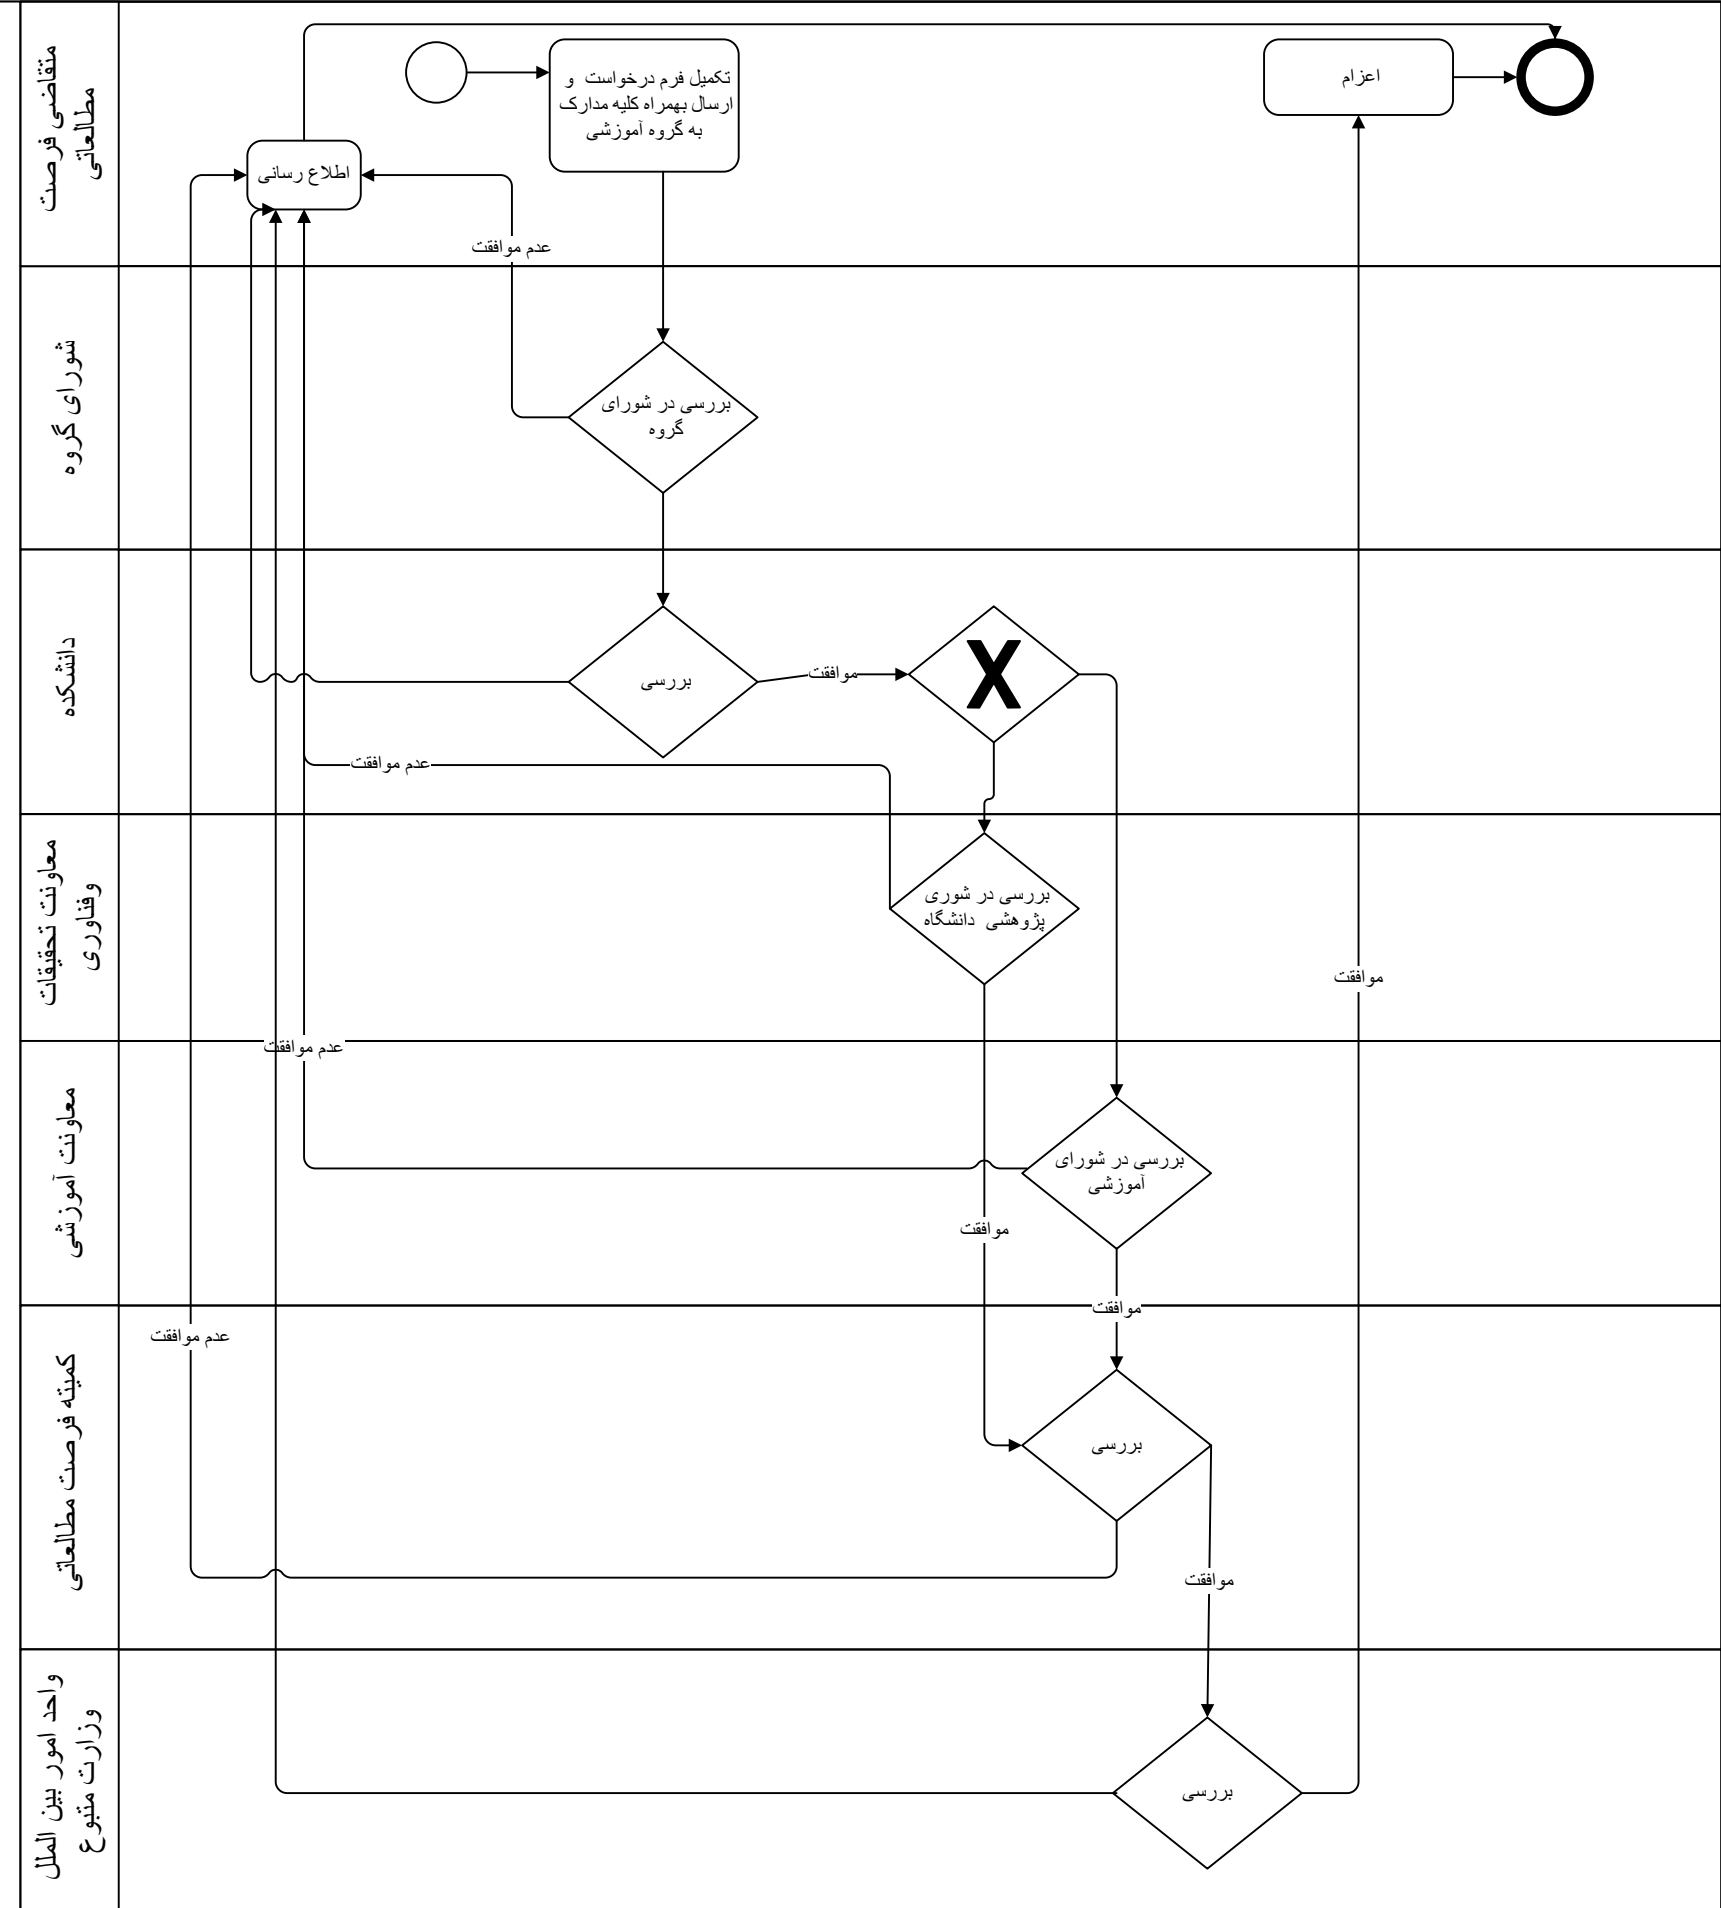 متقاضی فرصت
مطالعاتی
تکمیل فرم درخواست و
ارسال بهمراه کلیه مدارک
به گروه آموزشی
اعزام
اطلاع رسانی
عدم موافقت
شورای گروه
بررسی در شورای
گروه
دانشکده
بررسی
موافقت
X
عدم موافقت
معاونت تحقیقات
وفناوری
بررسی در شوری
پژوهشی دانشگاه
موافقت
عدم موافقت
معاونت آموزشی
بررسی در شورای
آموزشی
موافقت
موافقت
عدم موافقت
کمیته فرصت مطالعاتی
بررسی
موافقت
واحد امور بین الملل
وزارت متبوع
بررسی